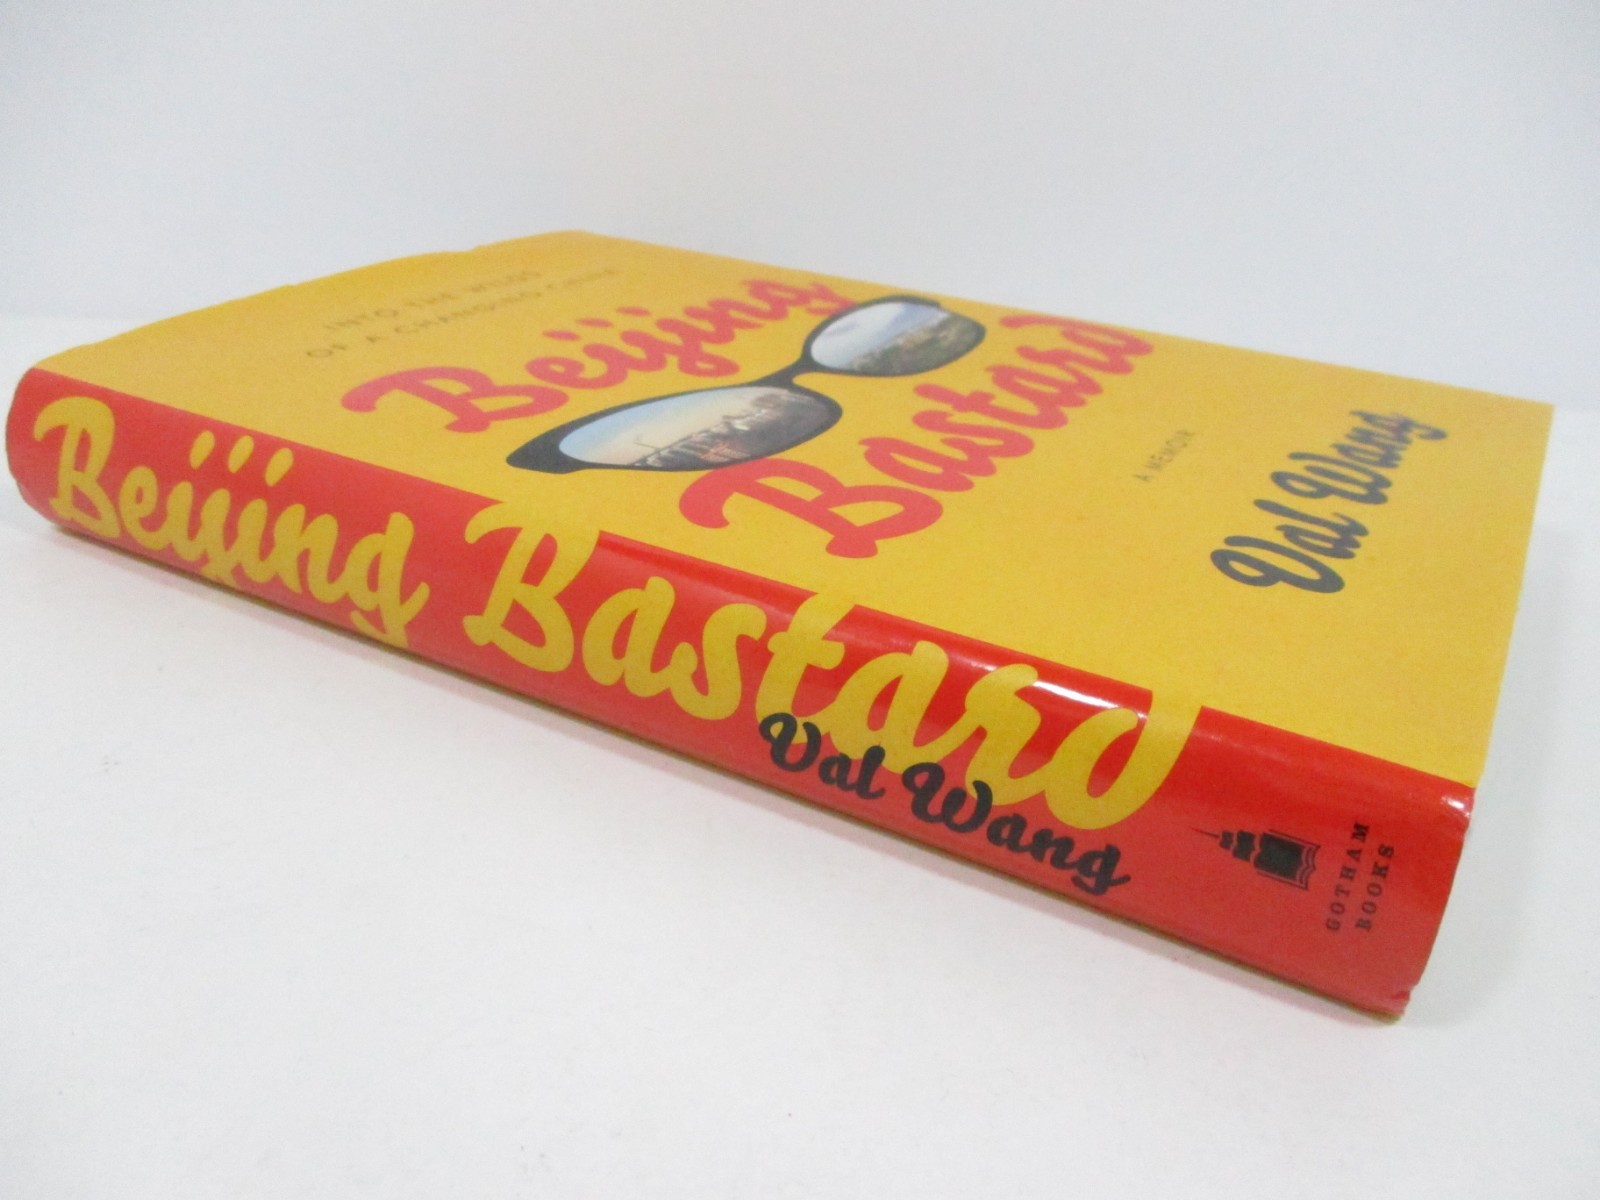 INTO THE WILDS
OF A CHANGING CHINA
Beijing
Bastard
A MEMOIR
Val Wang
Beijing Bastard
Val Wang
GOTHAM
BOOKS